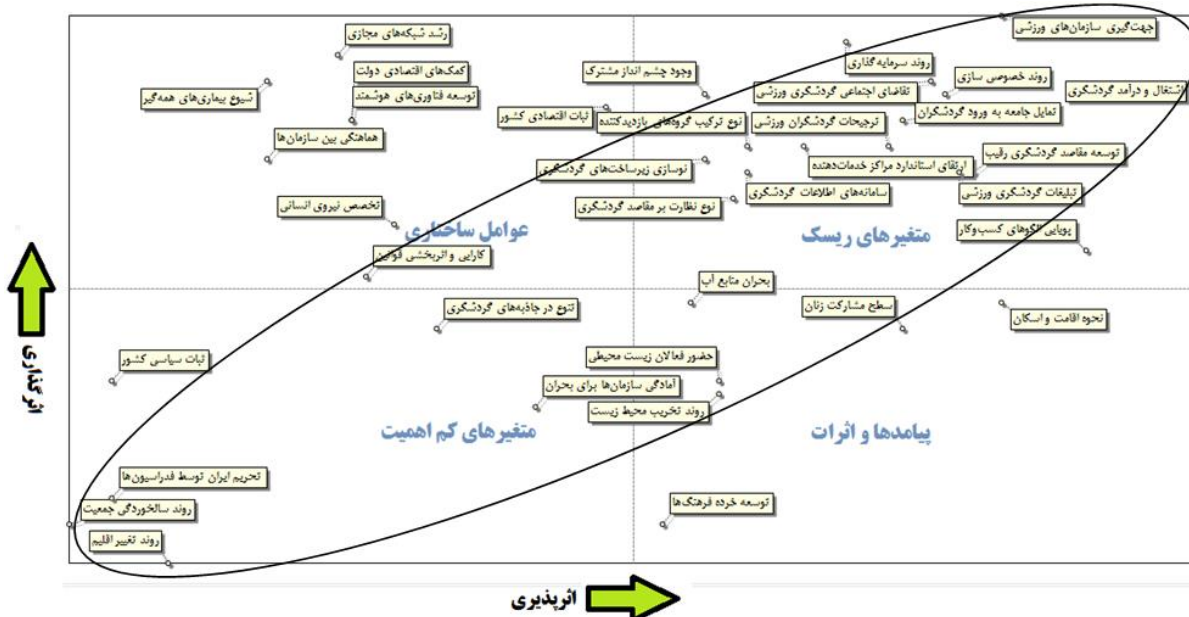 جهت‌گیری سازمان‌های ورزشی
رشد شبکه‌های مجازی
روند سرمایه گذاری
وجود چشم انداز مشترک
کمک‌های اقتصادی دولت
روند خصوصی سازی
اشتغال و درآمد گردشگری
تقاضای اجتماعی گردشگری ورزشی
توسعه فناوری‌های هوشمند
شیوع بیماری‌های همه‌گیر
تمایل جامعه به ورود گردشگران
ترجیحات گردشگران ورزشی
نوع ترکیب گروه‌های بازدیدکننده
ثبات اقتصادی کشور
هماهنگی بین سازمان‌ها
توسعه مقاصد گردشگری رقیب
ارتقای استاندارد مراکز خدمات‌دهنده
نوسازی زیرساخت‌های گردشگری
تبلیغات گردشگری ورزشی
سامانه‌های اطلاعات گردشگری
نوع نظارت بر مقاصد گردشگری
تخصص نیروی انسانی
پویایی الگوهای کسب‌وکار
متغیرهای ریسک
عوامل ساختاری
کارایی و اثربخشی قوانین
بحران منابع آب
سطح مشارکت زنان
نحوه اقامت و اسکان
تنوع در جاذبه‌های گردشگری
حضور فعالان زیست محیطی
ثبات سیاسی کشور
آمادگی سازمان‌ها برای بحران
روند تخریب محیط زیست
پیامدها و اثرات
متغیرهای کم اهمیت
تحریم ایران توسط فدراسیون‌ها
توسعه خرده فرهنگ‌ها
روند سالخوردگی جمعیت
روند تغییر اقلیم
اثرگذاری
اثرپذیری